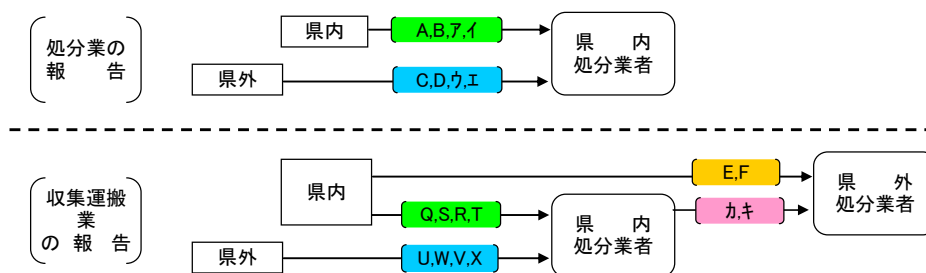 処分業の
報　　告
県内
A,B,ｱ,ｲ
県　　内
処分業者
県外
C,D,ｳ,ｴ
収集運搬
業
の 報 告
県内
E,F
県　　外
処分業者
Q,S,R,T
県　　内
処分業者
ｶ,ｷ
県外
U,W,V,X